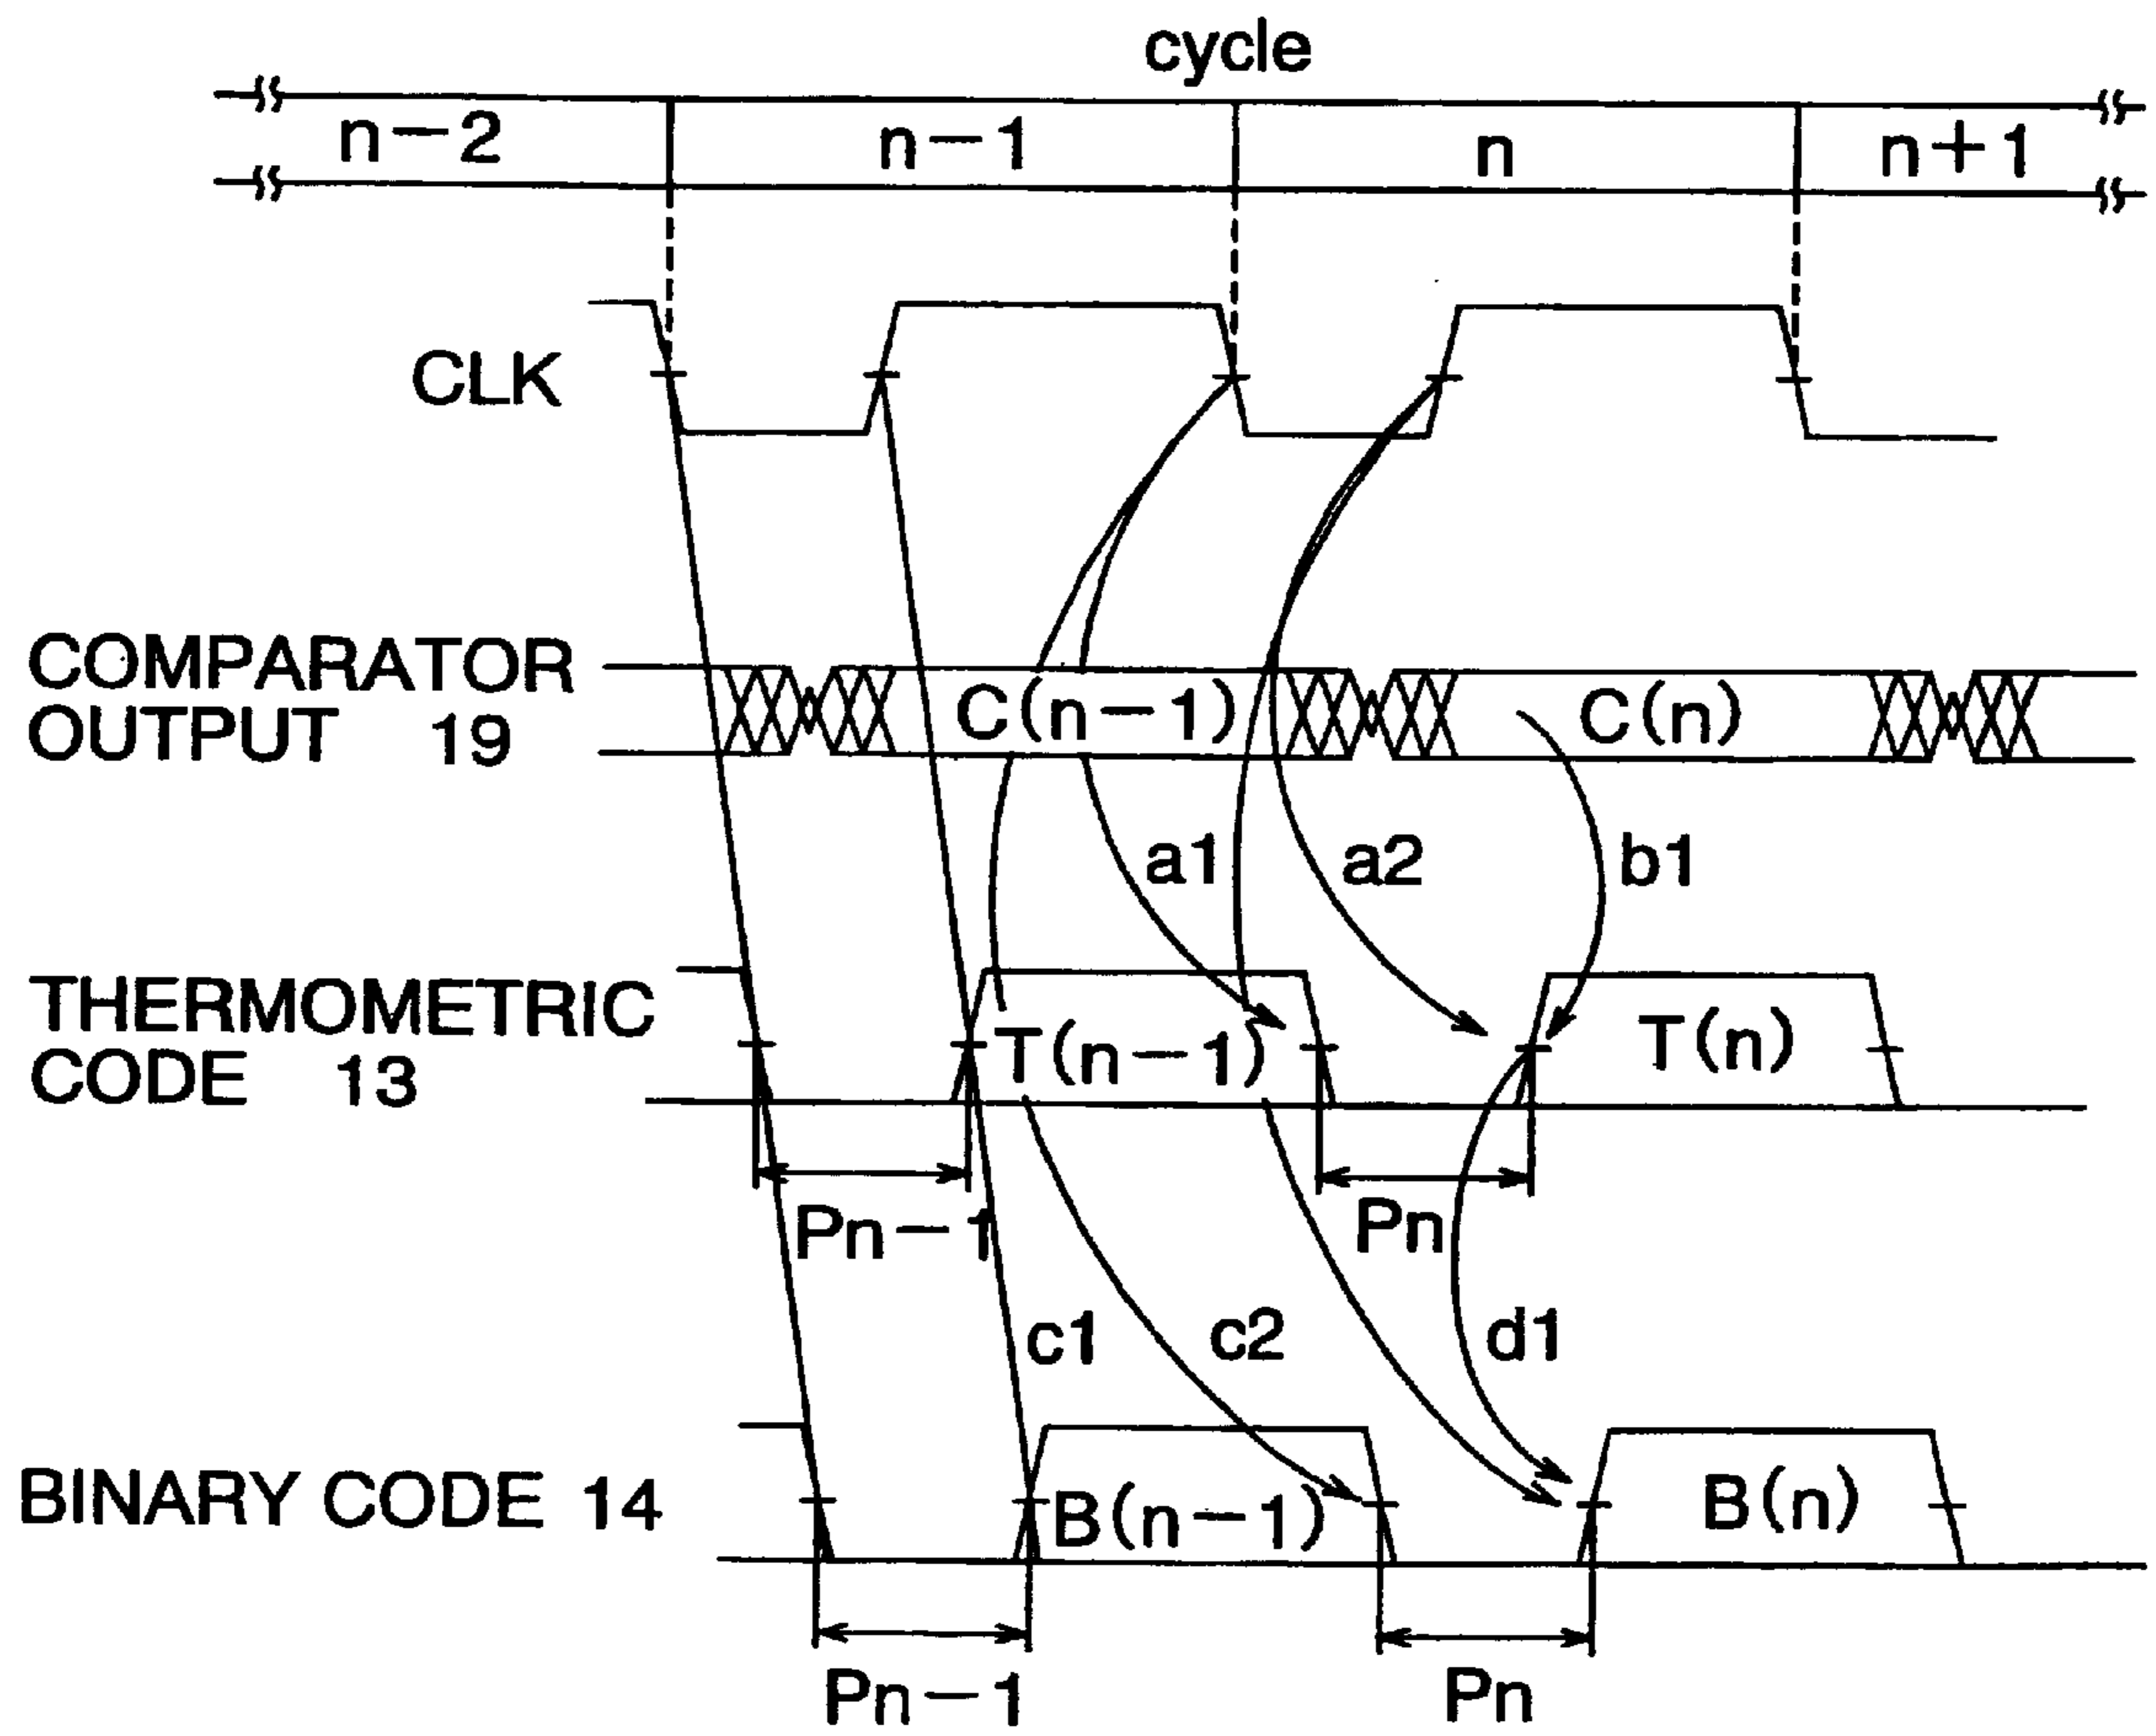 cycle
n-2 n-1 n n+1
CLK
COMPARATOR
OUTPUT 19
C(n-1) C(n)
a1 a2 b1
THERMOMETRIC
CODE 13
T(n-1) T(n)
Pn-1 Pn
c1 c2 d1
BINARY CODE 14 B(n-1) B(n)
Pn-1 Pn